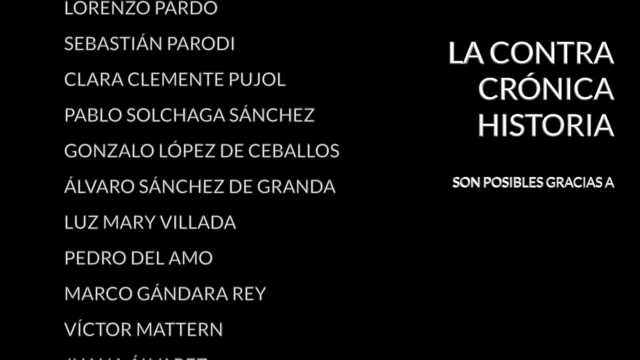 LORENZO PARDO
SEBASTIÁN PARODI
CLARA CLEMENTE PUJOL
PABLO SOLCHAGA SÁNCHEZ
GONZALO LÓPEZ DE CEBALLOS
ÁLVARO SÁNCHEZ DE GRANDA
LUZ MARY VILLADA
PEDRO DEL AMO
MARCO GÁNDARA REY
VÍCTOR MATTERN
LA CONTRA
CRÓNICA
HISTORIA
SON POSIBLES GRACIAS A